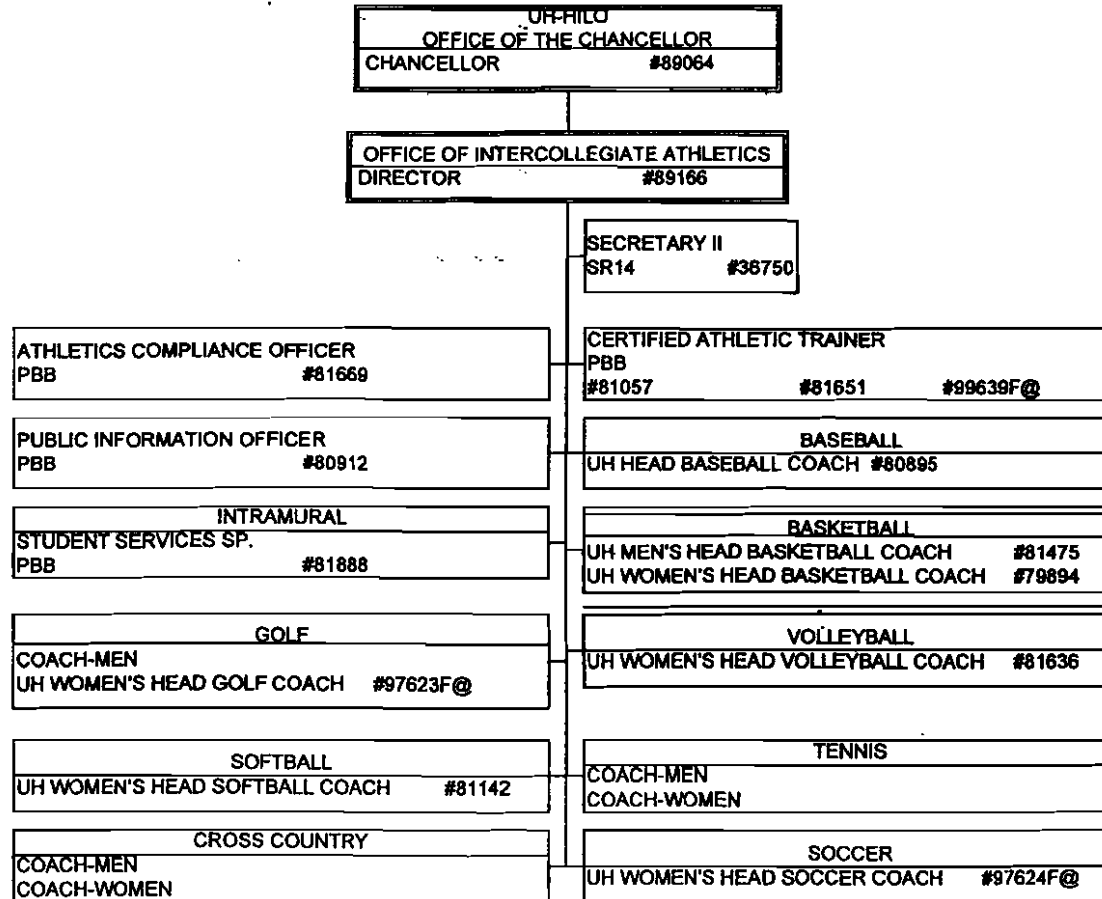 UH-HILO
OFFICE OF THE CHANCELLOR
CHANCELLOR #89064
OFFICE OF INTERCOLLEGIATE ATHLETICS
DIRECTOR #89166
SECRETARY II
SR14 #36750
ATHLETICS COMPLIANCE OFFICER
PBB #81669
CERTIFIED ATHLETIC TRAINER
PBB
#81057 #81651 #99639F@
PUBLIC INFORMATION OFFICER
PBB #80912
BASEBALL
UH HEAD BASEBALL COACH #80895
INTRAMURAL
STUDENT SERVICES SP.
PBB #81888
BASKETBALL
UH MEN'S HEAD BASKETBALL COACH #81475
UH WOMEN'S HEAD BASKETBALL COACH #79894
GOLF
COACH-MEN
UH WOMEN'S HEAD GOLF COACH #97623F@
VOLLEYBALL
UH WOMEN'S HEAD VOLLEYBALL COACH #81636
SOFTBALL
UH WOMEN'S HEAD SOFTBALL COACH #81142
TENNIS
COACH-MEN
COACH-WOMEN
CROSS COUNTRY
COACH-MEN
COACH-WOMEN
SOCCER
UH WOMEN'S HEAD SOCCER COACH #97624F@